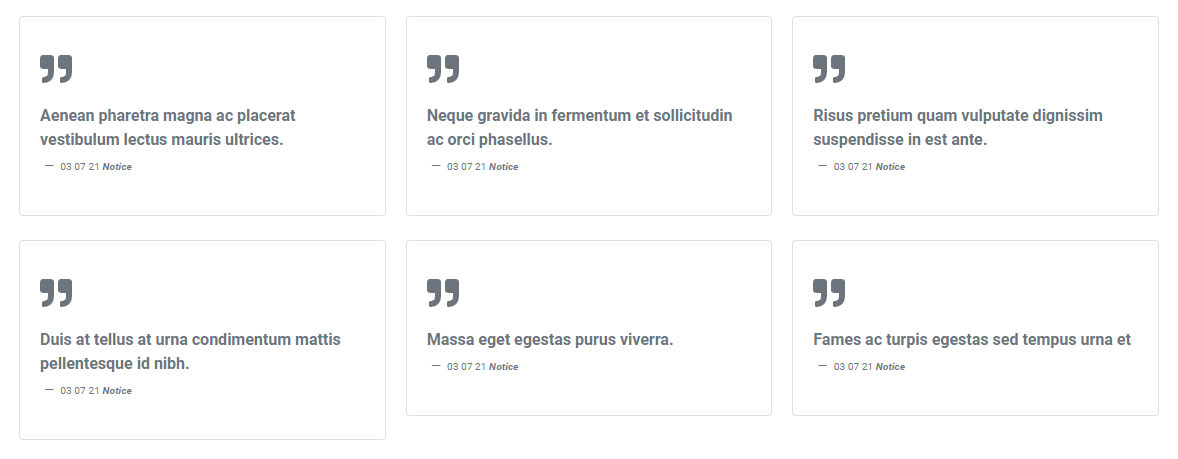 Aenean pharetra magna ac placerat
vestibulum lectus mauris ultrices.
— 03 07 21 Notice
Neque gravida in fermentum et sollicitudin
ac orci phasellus.
— 03 07 21 Notice
Risus pretium quam vulputate dignissim
suspendisse in est ante.
— 03 07 21 Notice
Duis at tellus at urna condimentum mattis
pellentesque id nibh.
— 03 07 21 Notice
Massa eget egestas purus viverra.
— 03 07 21 Notice
Fames ac turpis egestas sed tempus urna et
— 03 07 21 Notice